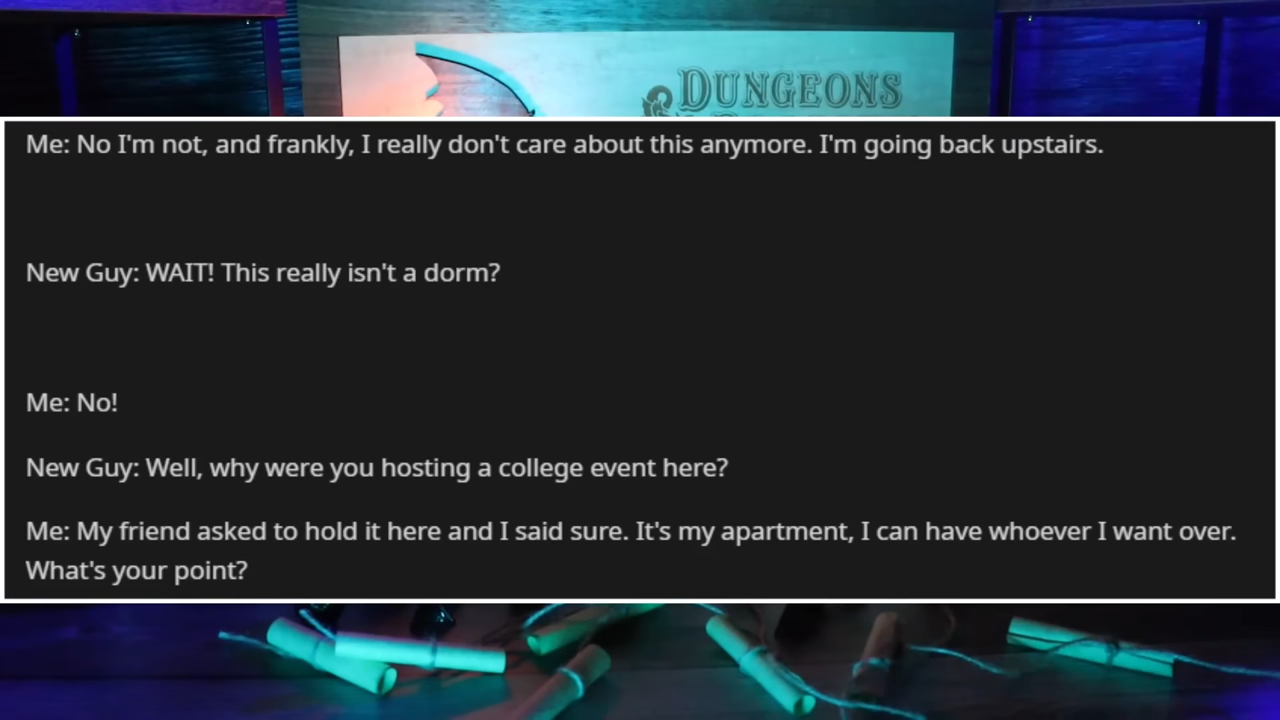 DUNGEONS
Me: No I'm not, and frankly, I really don't care about this anymore. I'm going back upstairs.
New Guy: WAIT! This really isn't a dorm?
Me: No!
New Guy: Well, why were you hosting a college event here?
Me: My friend asked to hold it here and I said sure. It's my apartment, I can have whoever I want over.
What's your point?